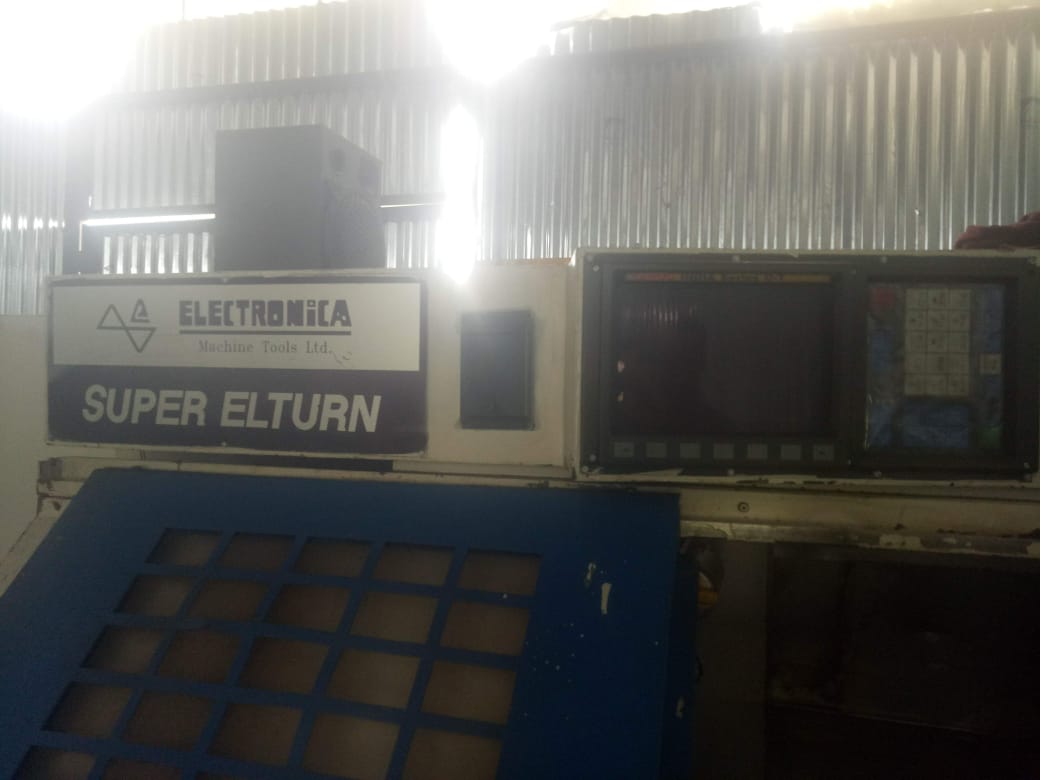 ELECTRONICA
Machine Tools Ltd.
SUPER ELTURN